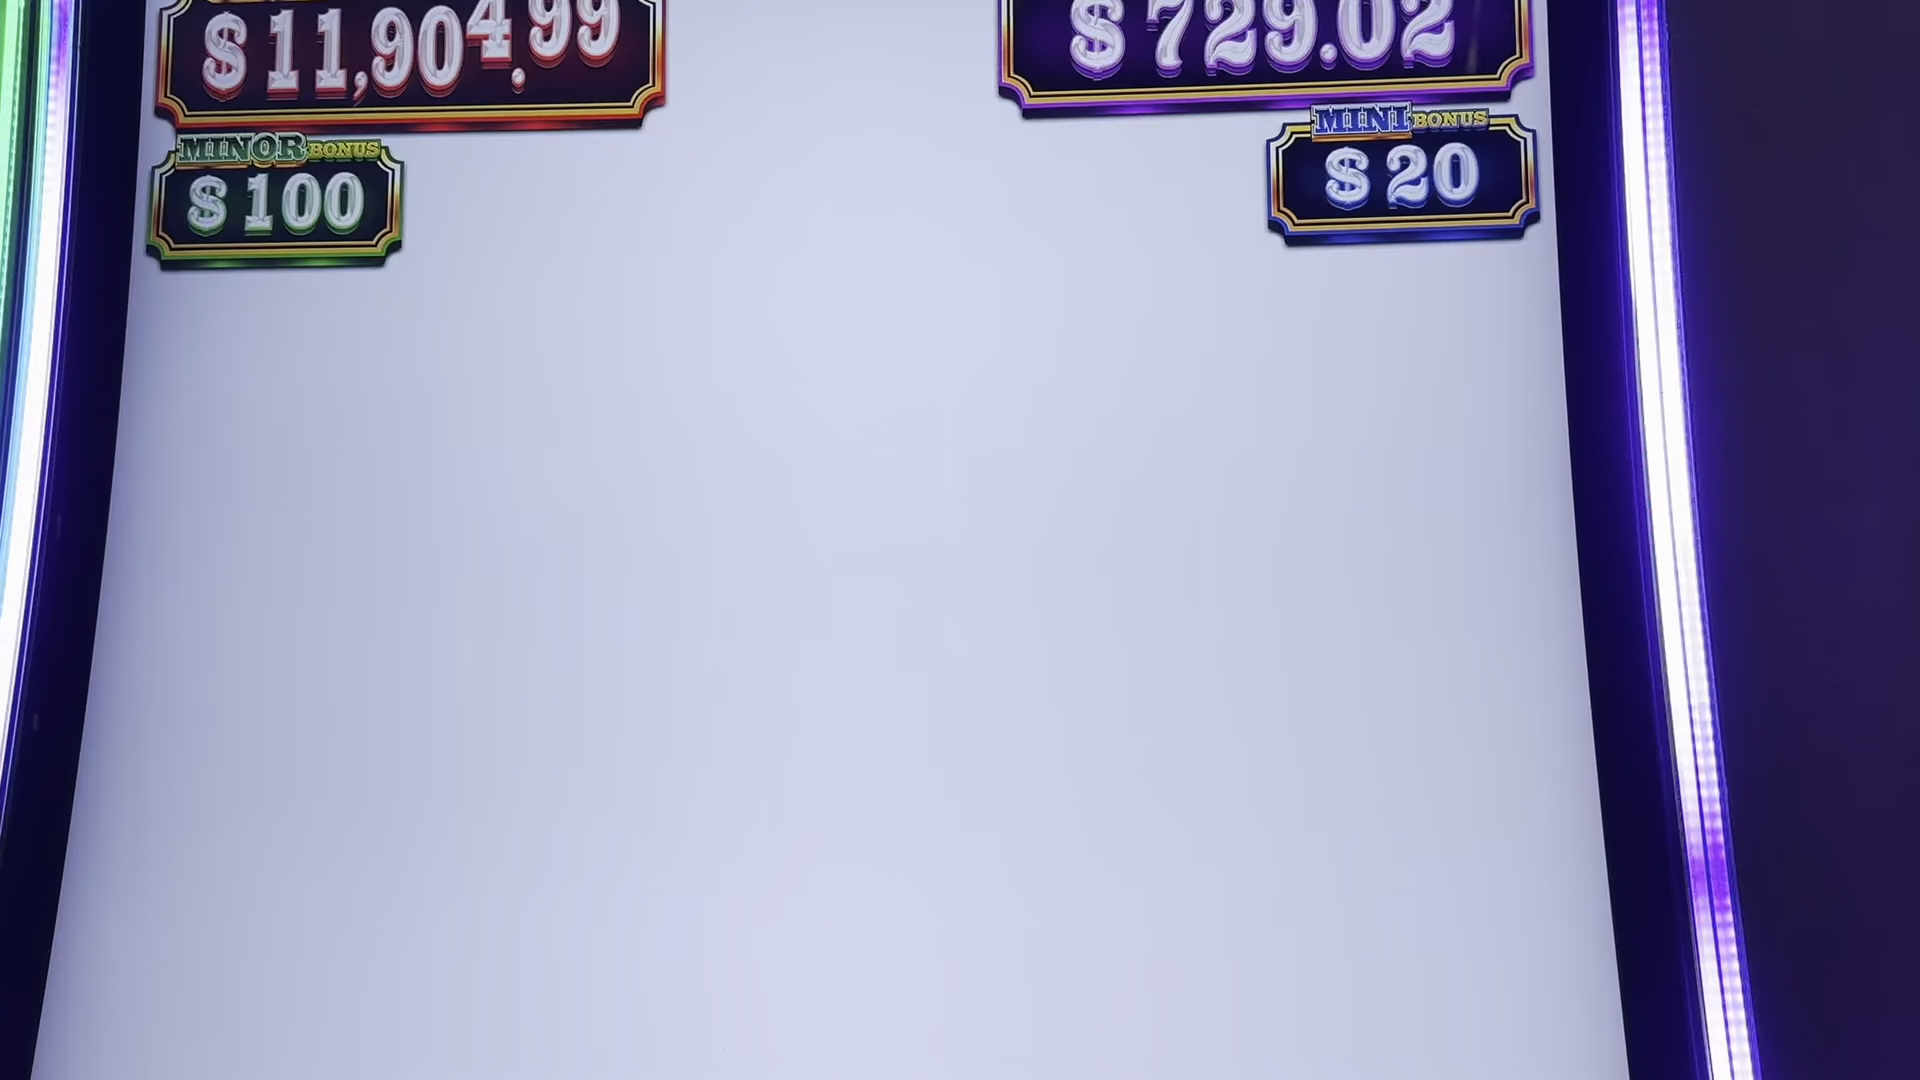 $11,904.99
$729.02
MINOR BONUS
$100
MINI BONUS
$20